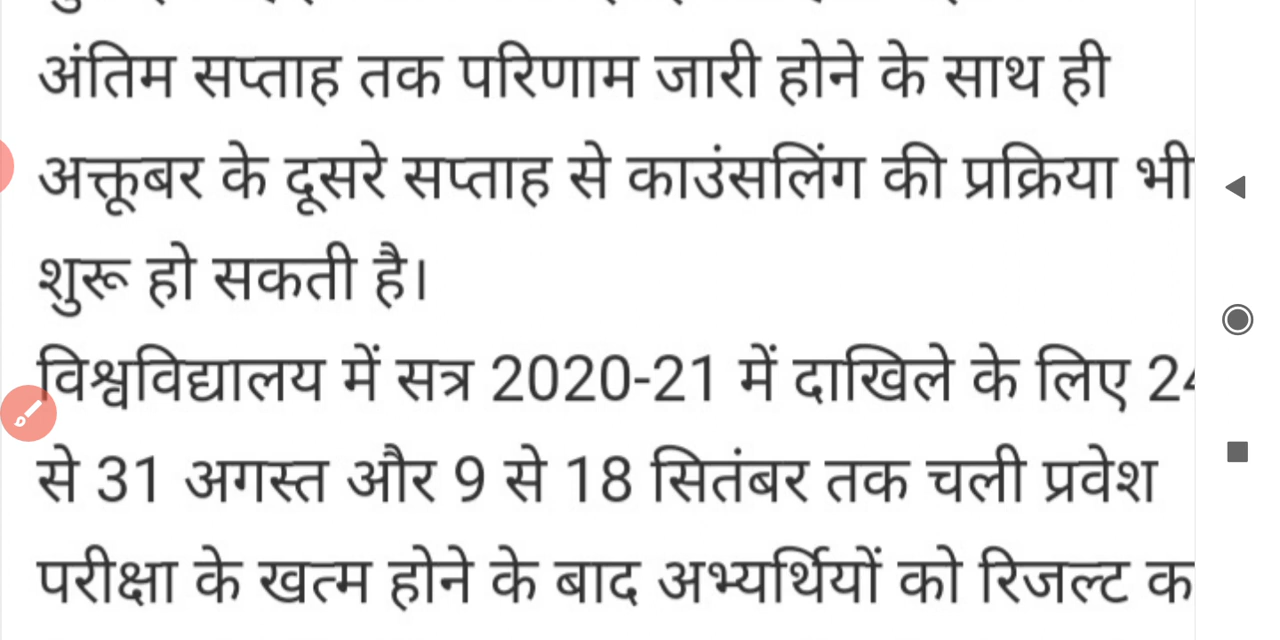 अंतिम सप्ताह तक परिणाम जारी होने के साथ ही
अक्तूबर के दूसरे सप्ताह से काउंसलिंग की प्रक्रिया भी
शुरू हो सकती है।
विश्वविद्यालय में सत्र 2020-21 में दाखिले के लिए 24
से 31 अगस्त और 9 से 18 सितंबर तक चली प्रवेश
परीक्षा के खत्म होने के बाद अभ्यर्थियों को रिजल्ट